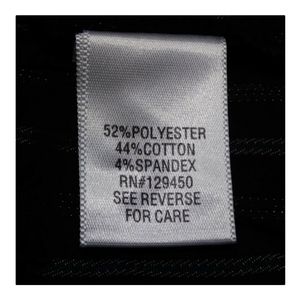 52%POLYESTER
44%COTTON
4%SPANDEX
RN#129450
SEE REVERSE
FOR CARE